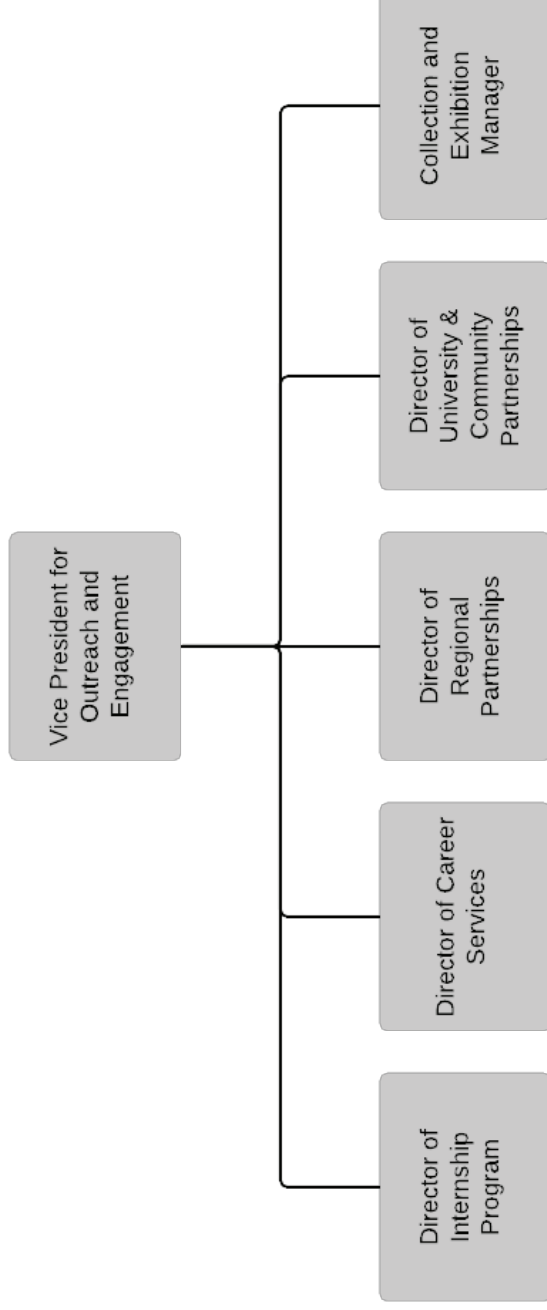 Vice President for
Outreach and
Engagement
Director of
Internship
Program
Director of Career
Services
Director of
Regional
Partnerships
Director of
University &
Community
Partnerships
Collection and
Exhibition
Manager